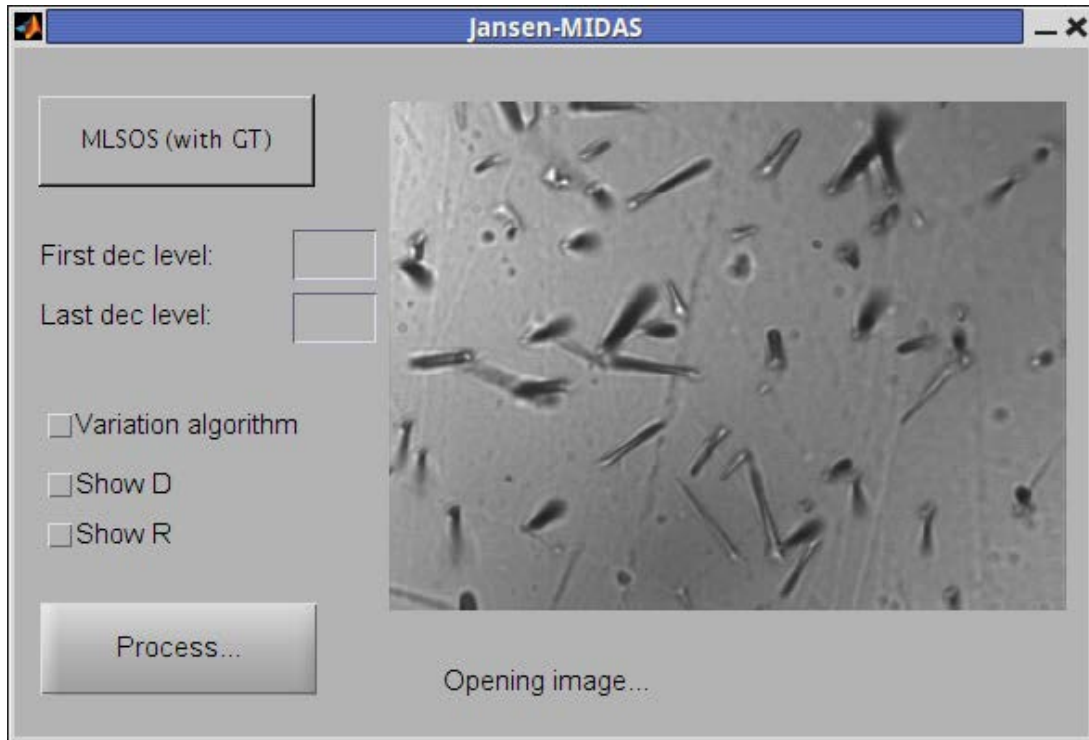 Jansen-MIDAS
MLSOS (with GT)
First dec level:
Last dec level:
Variation algorithm
Show D
Show R
Process...
Opening image...